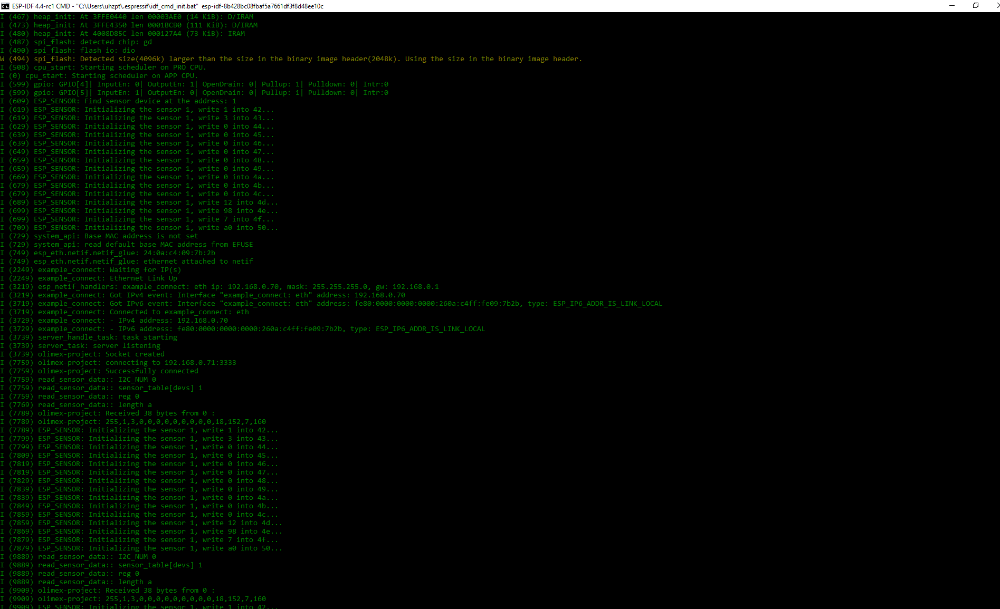 ESP-IDF 4.4-rc1 CMD - "C:\Users\uhzpt\.espressif\idf_cmd_init.bat"  esp-idf-8b428bc08fbaf5a7661df3f8d48ee10c
I (467) heap_init: At 3FFE0440 len 00003AE0 (14 KiB): D/IRAM
I (473) heap_init: At 3FFE4350 len 0001BCB0 (111 KiB): D/IRAM
I (480) heap_init: At 4008D85C len 000127A4 (73 KiB): IRAM
I (487) spi_flash: detected chip: gd
I (490) spi_flash: flash io: dio
W (494) spi_flash: Detected size(4096k) larger than the size in the binary image header(2048k). Using the size in the binary image header.
I (508) cpu_start: Starting scheduler on PRO CPU.
I (0) cpu_start: Starting scheduler on APP CPU.
I (599) gpio: GPIO[4]| InputEn: 0| OutputEn: 1| OpenDrain: 0| Pullup: 1| Pulldown: 0| Intr:0
I (599) gpio: GPIO[5]| InputEn: 1| OutputEn: 0| OpenDrain: 0| Pullup: 1| Pulldown: 0| Intr:0
I (609) ESP_SENSOR: Find sensor device at the address: 1
I (619) ESP_SENSOR: Initializing the sensor 1, write 1 into 42...
I (619) ESP_SENSOR: Initializing the sensor 1, write 3 into 43...
I (629) ESP_SENSOR: Initializing the sensor 1, write 0 into 44...
I (639) ESP_SENSOR: Initializing the sensor 1, write 0 into 45...
I (639) ESP_SENSOR: Initializing the sensor 1, write 0 into 46...
I (649) ESP_SENSOR: Initializing the sensor 1, write 0 into 47...
I (659) ESP_SENSOR: Initializing the sensor 1, write 0 into 48...
I (659) ESP_SENSOR: Initializing the sensor 1, write 0 into 49...
I (669) ESP_SENSOR: Initializing the sensor 1, write 0 into 4a...
I (679) ESP_SENSOR: Initializing the sensor 1, write 0 into 4b...
I (679) ESP_SENSOR: Initializing the sensor 1, write 0 into 4c...
I (689) ESP_SENSOR: Initializing the sensor 1, write 12 into 4d...
I (699) ESP_SENSOR: Initializing the sensor 1, write 98 into 4e...
I (699) ESP_SENSOR: Initializing the sensor 1, write 7 into 4f...
I (709) ESP_SENSOR: Initializing the sensor 1, write a0 into 50...
I (729) system_api: Base MAC address is not set
I (729) system_api: read default base MAC address from EFUSE
I (749) esp_eth.netif.netif_glue: 24:0a:c4:09:7b:2b
I (749) esp_eth.netif.netif_glue: ethernet attached to netif
I (2249) example_connect: Waiting for IP(s)
I (2249) example_connect: Ethernet Link Up
I (3219) esp_netif_handlers: example_connect: eth ip: 192.168.0.70, mask: 255.255.255.0, gw: 192.168.0.1
I (3219) example_connect: Got IPv4 event: Interface "example_connect: eth" address: 192.168.0.70
I (3719) example_connect: Got IPv6 event: Interface "example_connect: eth" address: fe80:0000:0000:0000:260a:c4ff:fe09:7b2b, type: ESP_IP6_ADDR_IS_LINK_LOCAL
I (3719) example_connect: Connected to example_connect: eth
I (3729) example_connect: - IPv4 address: 192.168.0.70
I (3729) example_connect: - IPv6 address: fe80:0000:0000:0000:260a:c4ff:fe09:7b2b, type: ESP_IP6_ADDR_IS_LINK_LOCAL
I (3739) server_handle_task: task starting
I (3739) server_task: server listening
I (3739) olimex-project: Socket created
I (7759) olimex-project: connecting to 192.168.0.71:3333
I (7759) olimex-project: Successfully connected
I (7759) read_sensor_data:: I2C_NUM 0
I (7759) read_sensor_data:: sensor_table[devs] 1
I (7759) read_sensor_data:: reg 0
I (7769) read_sensor_data:: length a
I (7789) olimex-project: Received 38 bytes from 0 :
I (7789) olimex-project: 255,1,3,0,0,0,0,0,0,0,0,0,18,152,7,160
I (7789) ESP_SENSOR: Initializing the sensor 1, write 1 into 42...
I (7799) ESP_SENSOR: Initializing the sensor 1, write 3 into 43...
I (7799) ESP_SENSOR: Initializing the sensor 1, write 0 into 44...
I (7809) ESP_SENSOR: Initializing the sensor 1, write 0 into 45...
I (7819) ESP_SENSOR: Initializing the sensor 1, write 0 into 46...
I (7819) ESP_SENSOR: Initializing the sensor 1, write 0 into 47...
I (7829) ESP_SENSOR: Initializing the sensor 1, write 0 into 48...
I (7839) ESP_SENSOR: Initializing the sensor 1, write 0 into 49...
I (7839) ESP_SENSOR: Initializing the sensor 1, write 0 into 4a...
I (7849) ESP_SENSOR: Initializing the sensor 1, write 0 into 4b...
I (7859) ESP_SENSOR: Initializing the sensor 1, write 0 into 4c...
I (7859) ESP_SENSOR: Initializing the sensor 1, write 12 into 4d...
I (7869) ESP_SENSOR: Initializing the sensor 1, write 98 into 4e...
I (7879) ESP_SENSOR: Initializing the sensor 1, write 7 into 4f...
I (7879) ESP_SENSOR: Initializing the sensor 1, write a0 into 50...
I (9889) read_sensor_data:: I2C_NUM 0
I (9889) read_sensor_data:: sensor_table[devs] 1
I (9889) read_sensor_data:: reg 0
I (9889) read_sensor_data:: length a
I (9909) olimex-project: Received 38 bytes from 0 :
I (9909) olimex-project: 255,1,3,0,0,0,0,0,0,0,0,0,18,152,7,160
I (9909) ESP_SENSOR: Initializing the sensor 1, write 1 into 42...